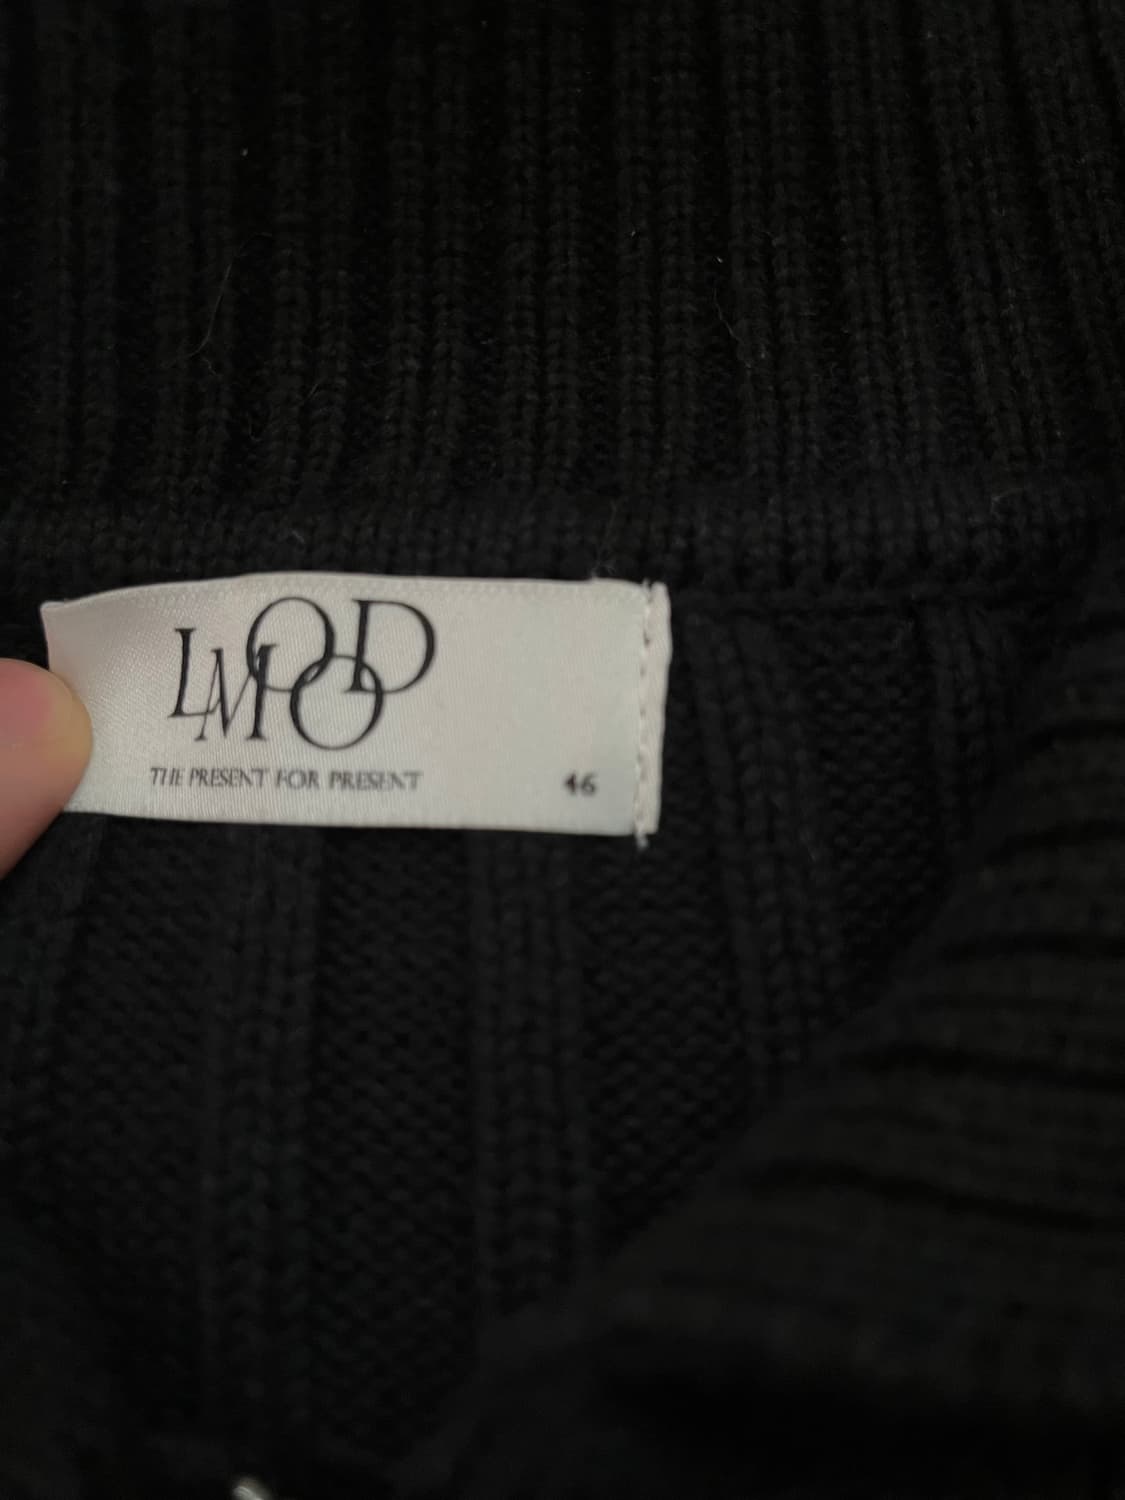 LMOOD
THE PRESENT FOR PRESENT
46